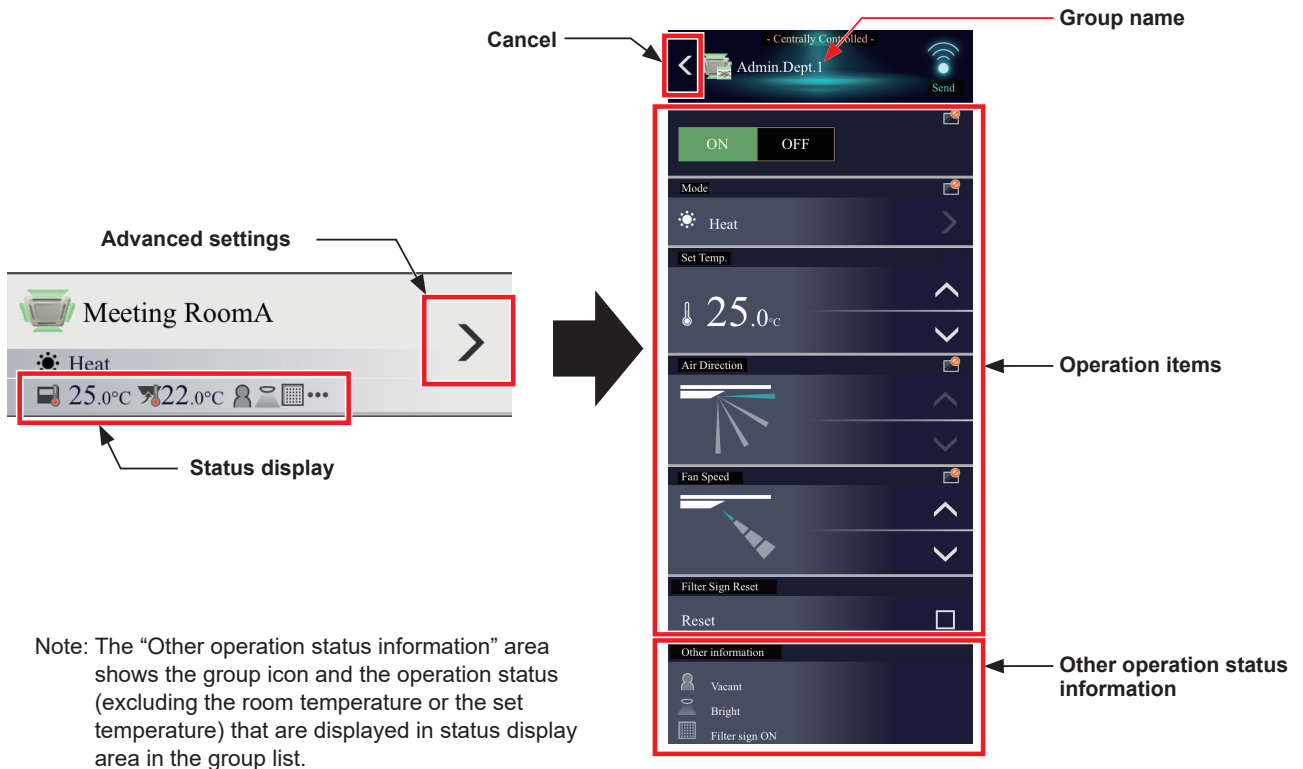 Group name
Cancel
- Centrally Controlled -
Admin.Dept.1
Send
ON OFF
Mode
Heat
Advanced settings
Set Temp.
Meeting RoomA
25.0°C
Heat
Air Direction
Operation items
25.0°C 22.0°C •••
Status display
Fan Speed
Filter Sign Reset
Reset
Note: The “Other operation status information” area
shows the group icon and the operation status
(excluding the room temperature or the set
temperature) that are displayed in status display
area in the group list.
Other information
Other operation status
information
Vacant
Bright
Filter sign ON